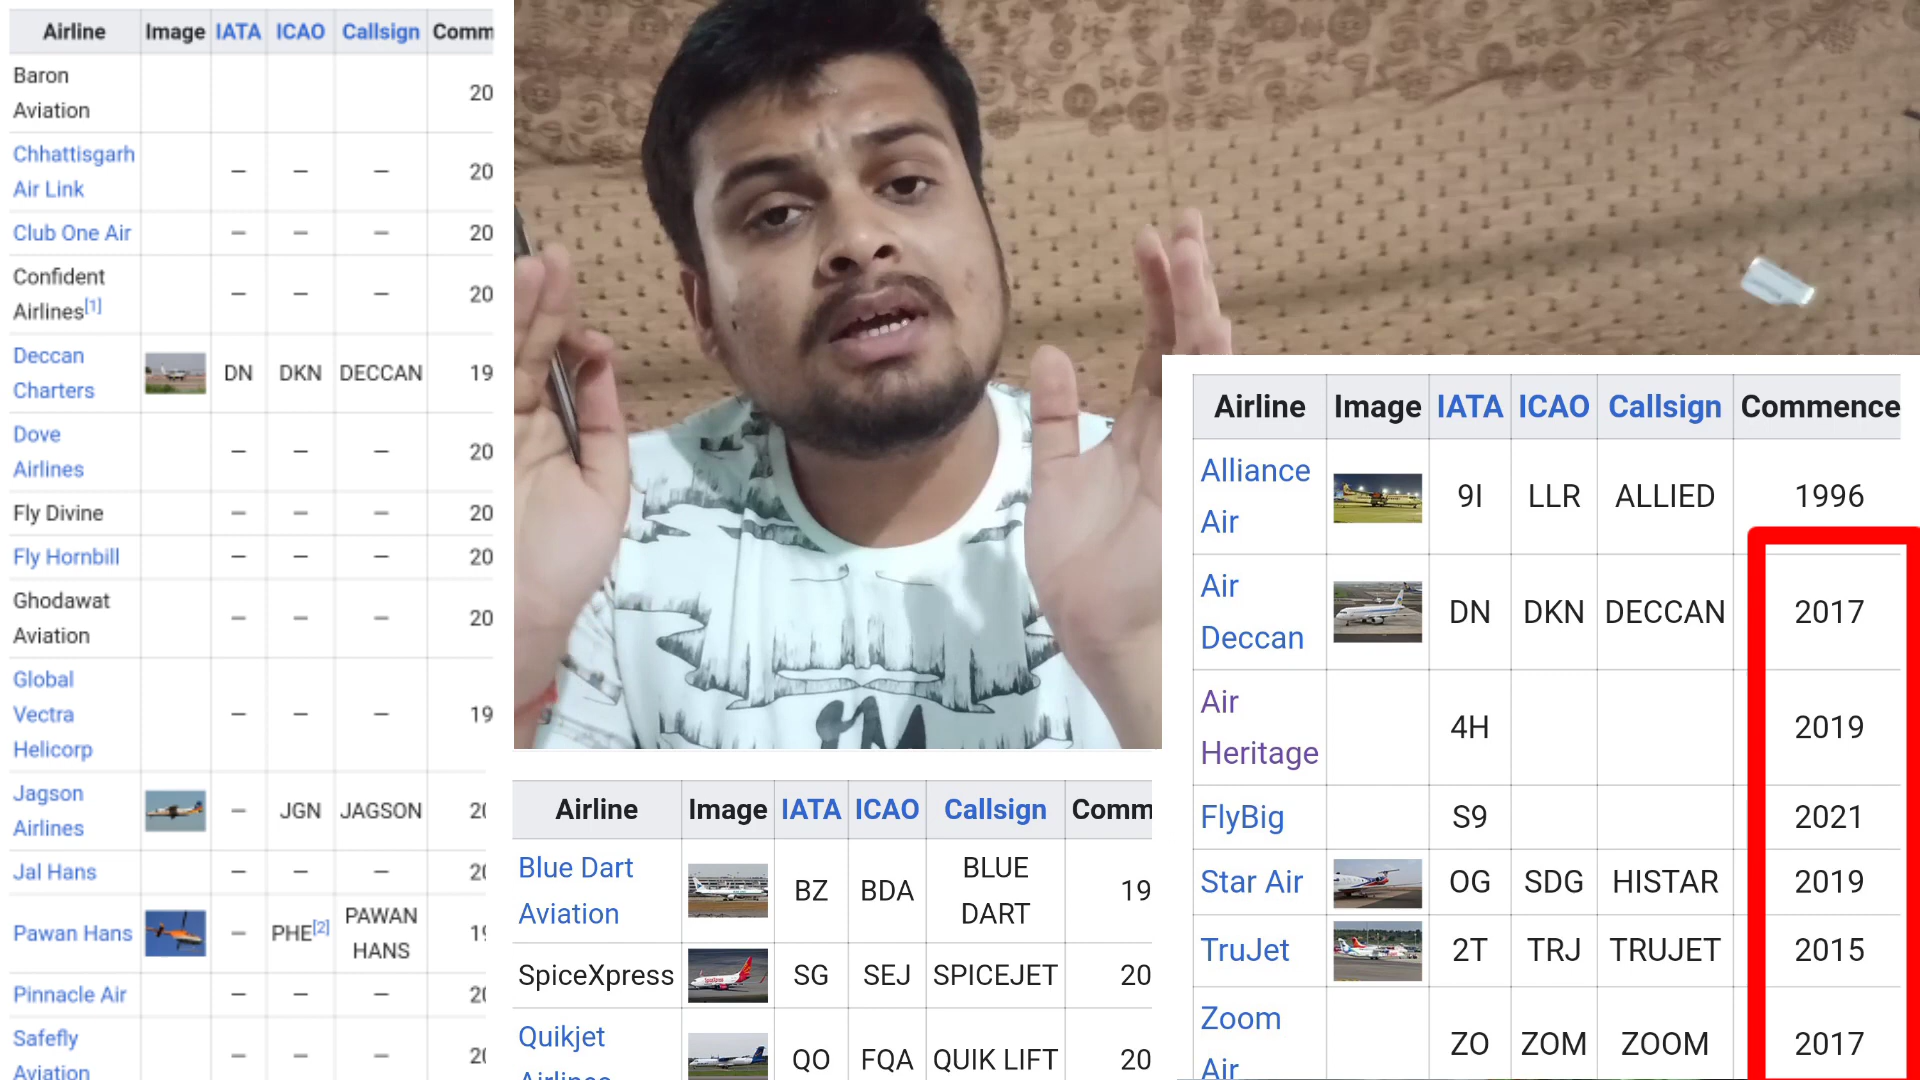 Airline Image IATA ICAO Callsign Comm
Baron
Aviation
20
Chhattisgarh
Air Link
— — — 20
Club One Air — — — 20
Confident
Airlines[1]
— — — 20
Deccan
Charters
DN DKN DECCAN 19
Dove
Airlines
— — — 20
Fly Divine — — — 20
Fly Hornbill — — — 20
Ghodawat
Aviation
— — — 20
Global
Vectra
Helicorp
— — — 19
Jagson
Airlines
— JGN JAGSON 20
Jal Hans — — — 20
Pawan Hans — PHE[2] PAWAN
HANS
19
Pinnacle Air — — — 20
Safefly
Aviation
— — — 20
I'M
Airline Image IATA ICAO Callsign Comm
Blue Dart
Aviation
BZ BDA BLUE
DART
19
SpiceXpress SG SEJ SPICEJET 20
Quikjet
Airlines
QO FQA QUIK LIFT 20
Airline Image IATA ICAO Callsign Commence
Alliance
Air
9I LLR ALLIED 1996
Air
Deccan
DN DKN DECCAN 2017
Air
Heritage
4H 2019
FlyBig S9 2021
Star Air OG SDG HISTAR 2019
TruJet 2T TRJ TRUJET 2015
Zoom
Air
ZO ZOM ZOOM 2017